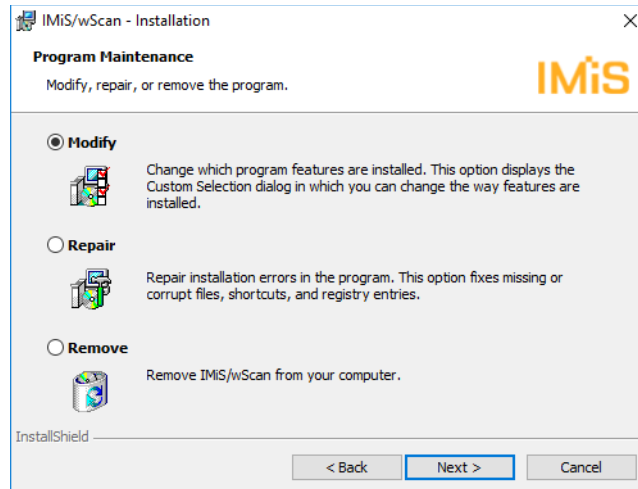 IMiS/wScan - Installation
Program Maintenance
Modify, repair, or remove the program.
IMiS
Modify
Change which program features are installed. This option displays the
Custom Selection dialog in which you can change the way features are
installed.
Repair
Repair installation errors in the program. This option fixes missing or
corrupt files, shortcuts, and registry entries.
Remove
Remove IMiS/wScan from your computer.
InstallShield
< Back
Next >
Cancel